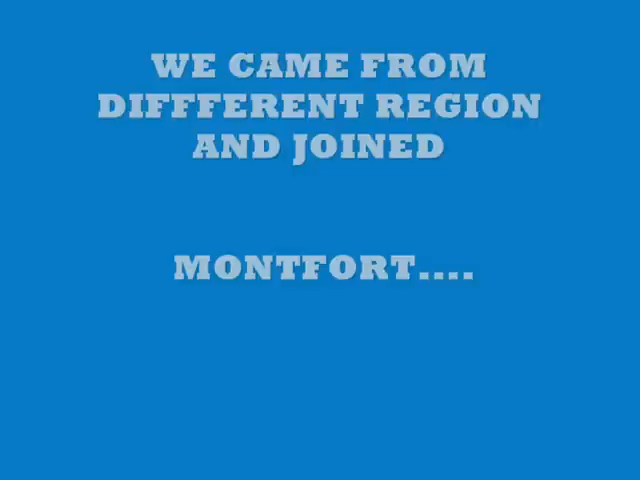 WE CAME FROM
DIFFFERENT REGION
AND JOINED
MONTFORT....